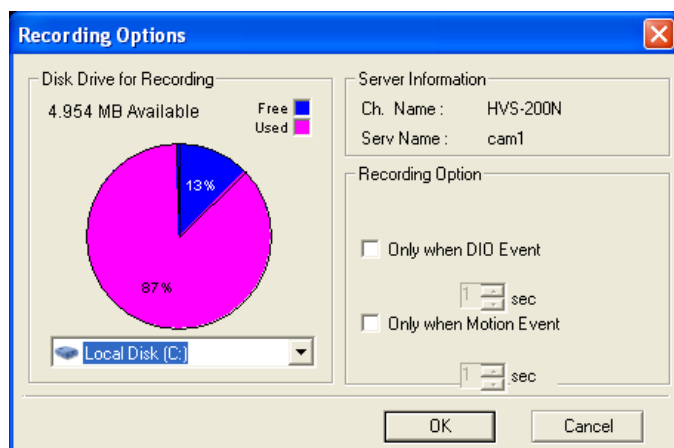 Recording Options
Disk Drive for Recording
4.954 MB Available
Free
Used
13%
87%
Local Disk (C:)
Server Information
Ch. Name : HVS-200N
Serv Name : cam1
Recording Option
Only when DIO Event
1 sec
Only when Motion Event
1 sec
OK
Cancel